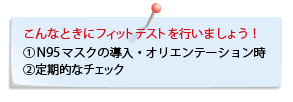 こんなときにフィットテストを行いましょう！
①N95マスクの導入・オリエンテーション時
②定期的なチェック